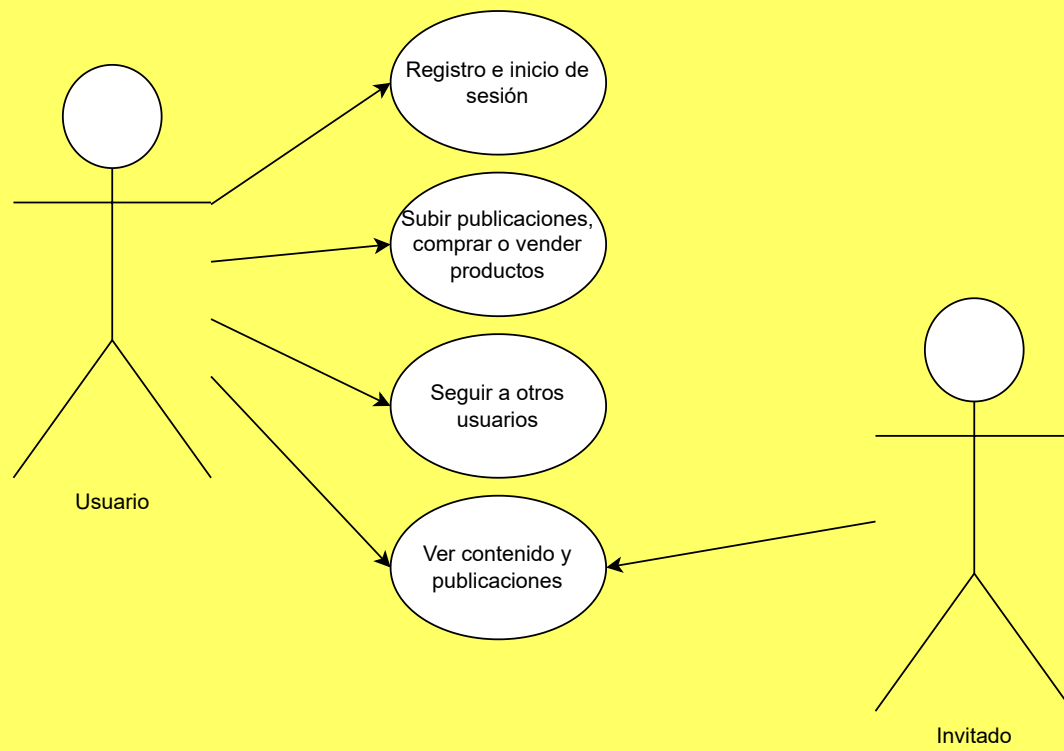 Registro e inicio de
sesión
Subir publicaciones,
comprar o vender
productos
Seguir a otros
usuarios
Usuario
Ver contenido y
publicaciones
Invitado